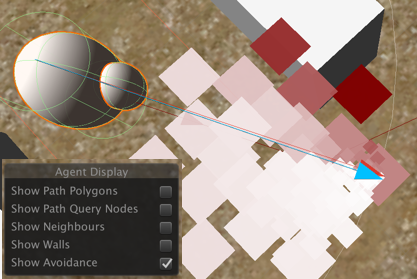 Agent Display
Show Path Polygons
Show Path Query Nodes
Show Neighbours
Show Walls
Show Avoidance